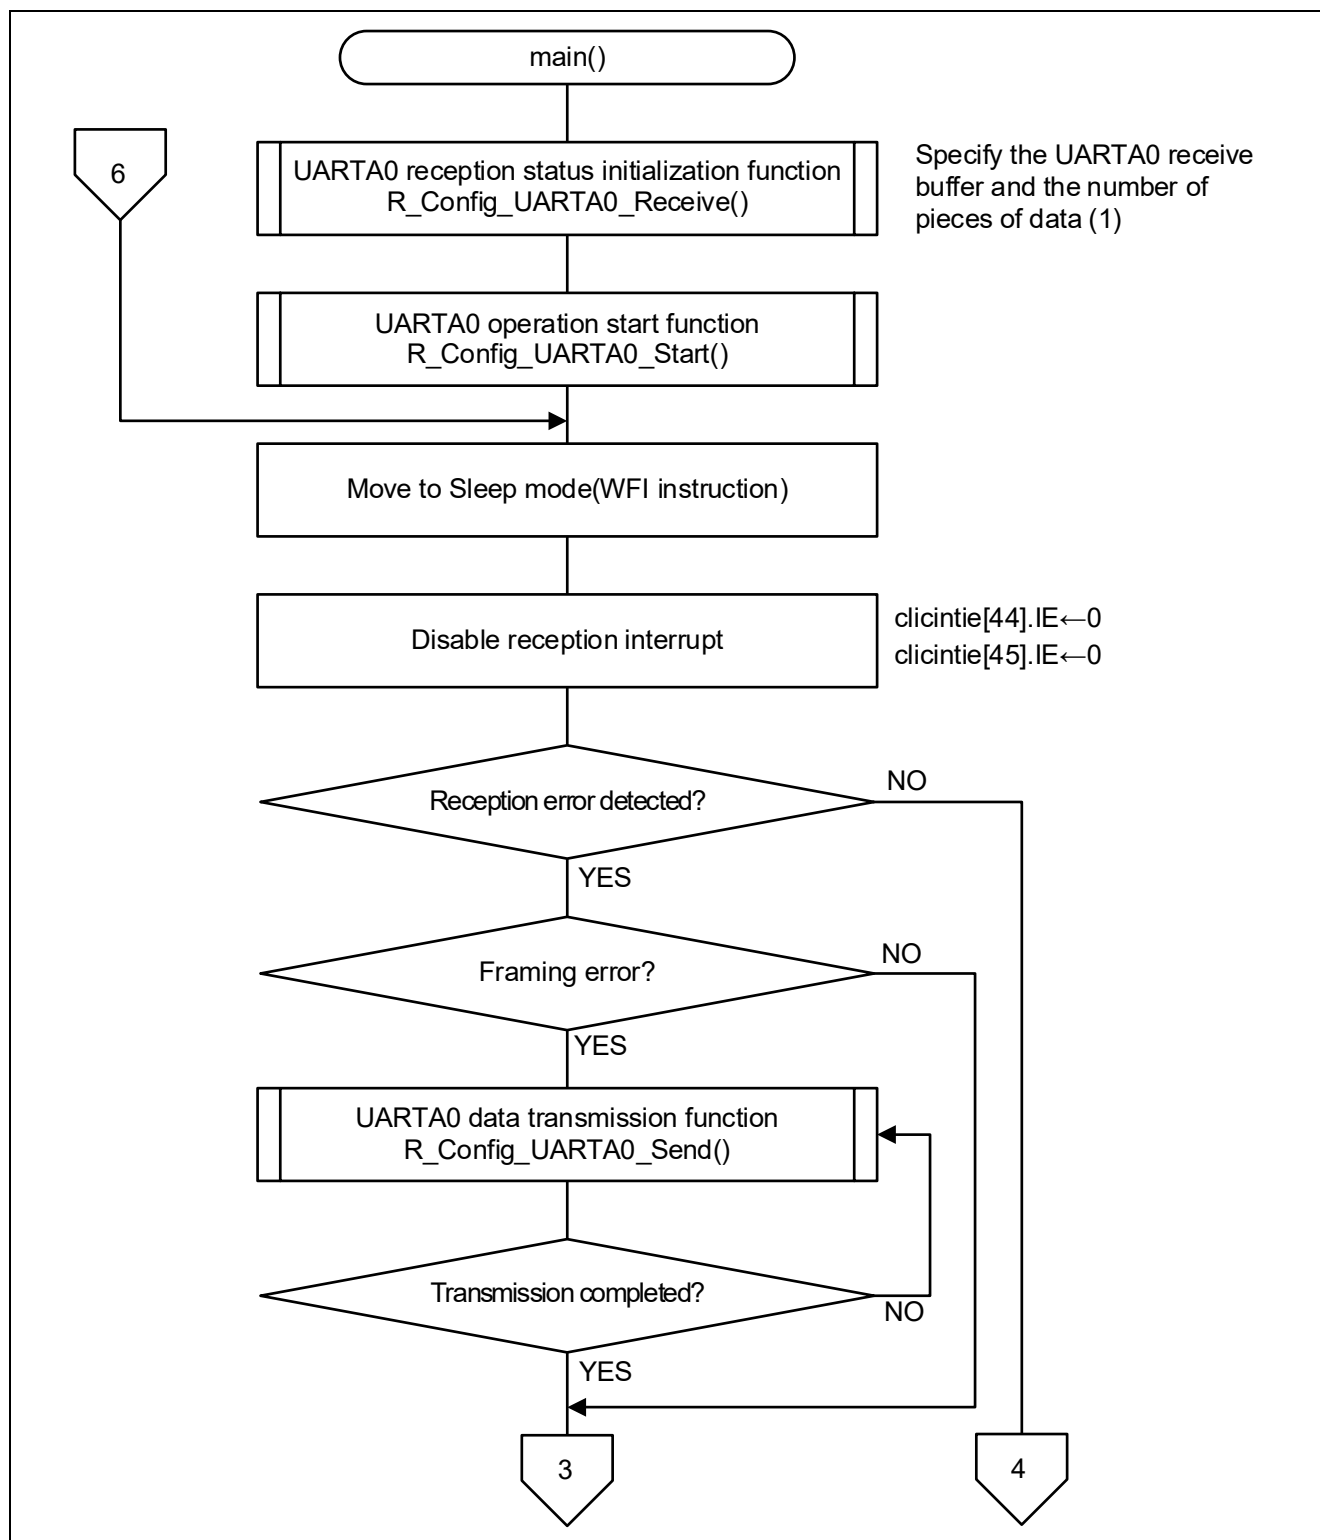 main()
6
UARTA0 reception status initialization function
R_Config_UARTA0_Receive()
Specify the UARTA0 receive
buffer and the number of
pieces of data (1)
UARTA0 operation start function
R_Config_UARTA0_Start()
Move to Sleep mode(WFI instruction)
Disable reception interrupt
clicintie[44].IE←0
clicintie[45].IE←0
Reception error detected?
NO
YES
Framing error?
NO
YES
UARTA0 data transmission function
R_Config_UARTA0_Send()
Transmission completed?
NO
YES
3
4